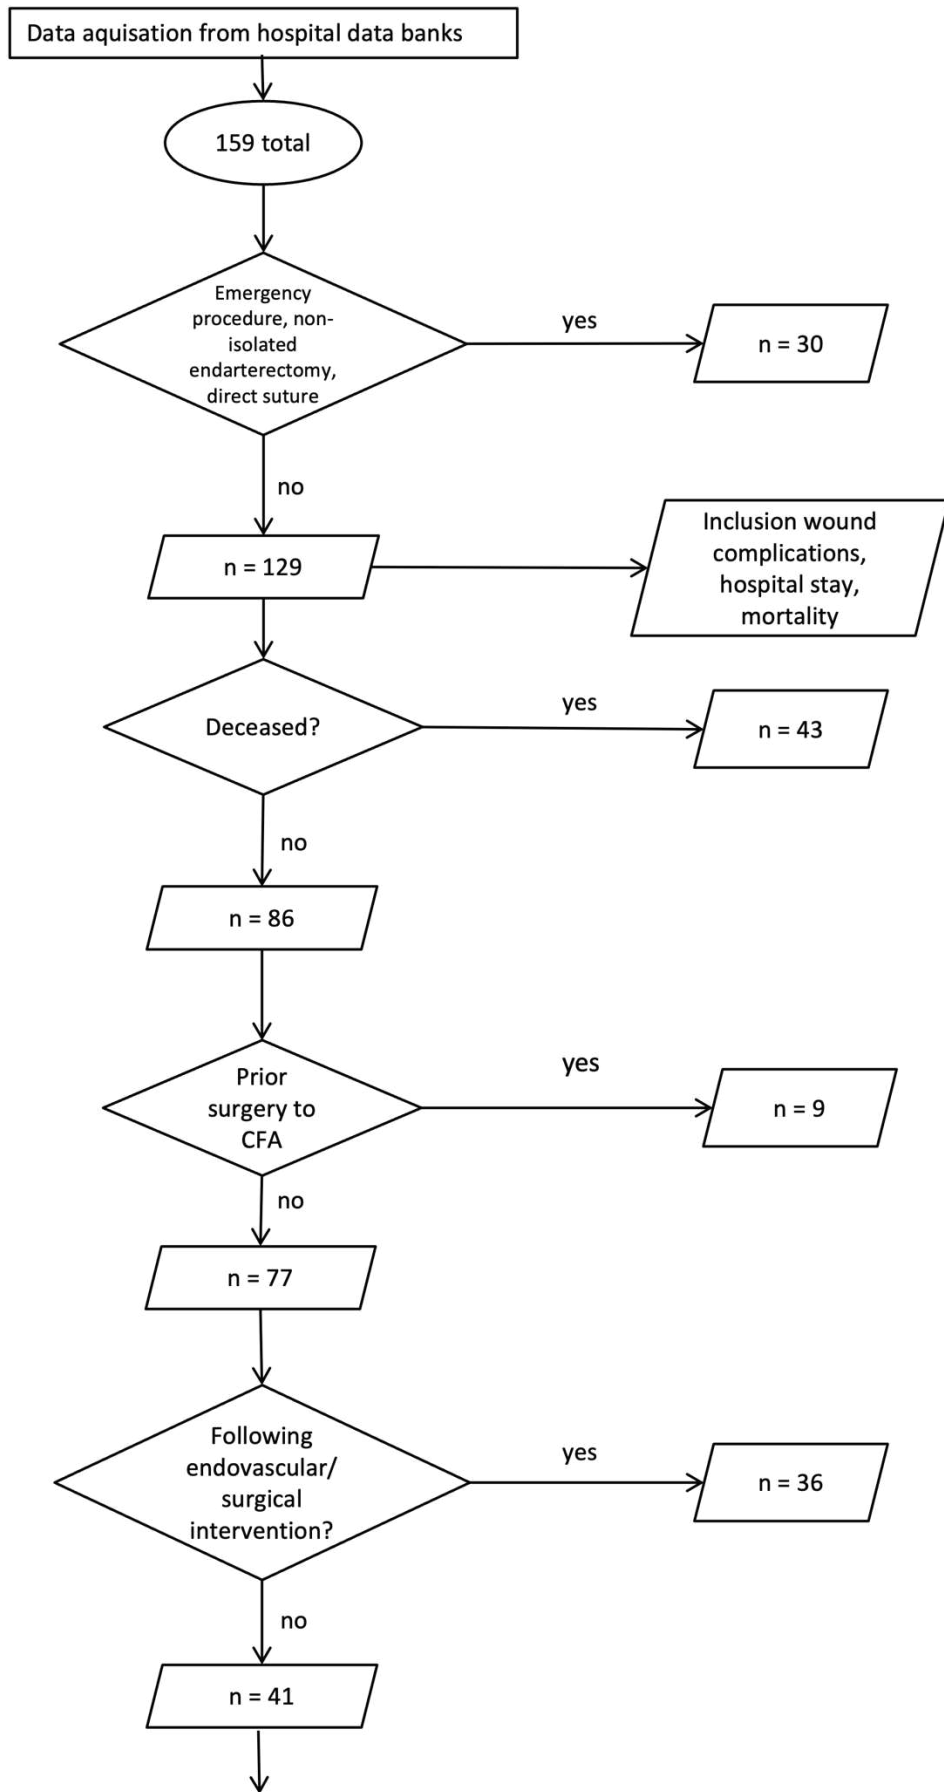 Data aquisation from hospital data banks
159 total
Emergency
procedure, non-
isolated
endarterectomy,
direct suture
yes
n = 30
no
n = 129
Inclusion wound
complications,
hospital stay,
mortality
Deceased?
yes
n = 43
no
n = 86
Prior
surgery to
CFA
yes
n = 9
no
n = 77
Following
endovascular/
surgical
intervention?
yes
n = 36
no
n = 41